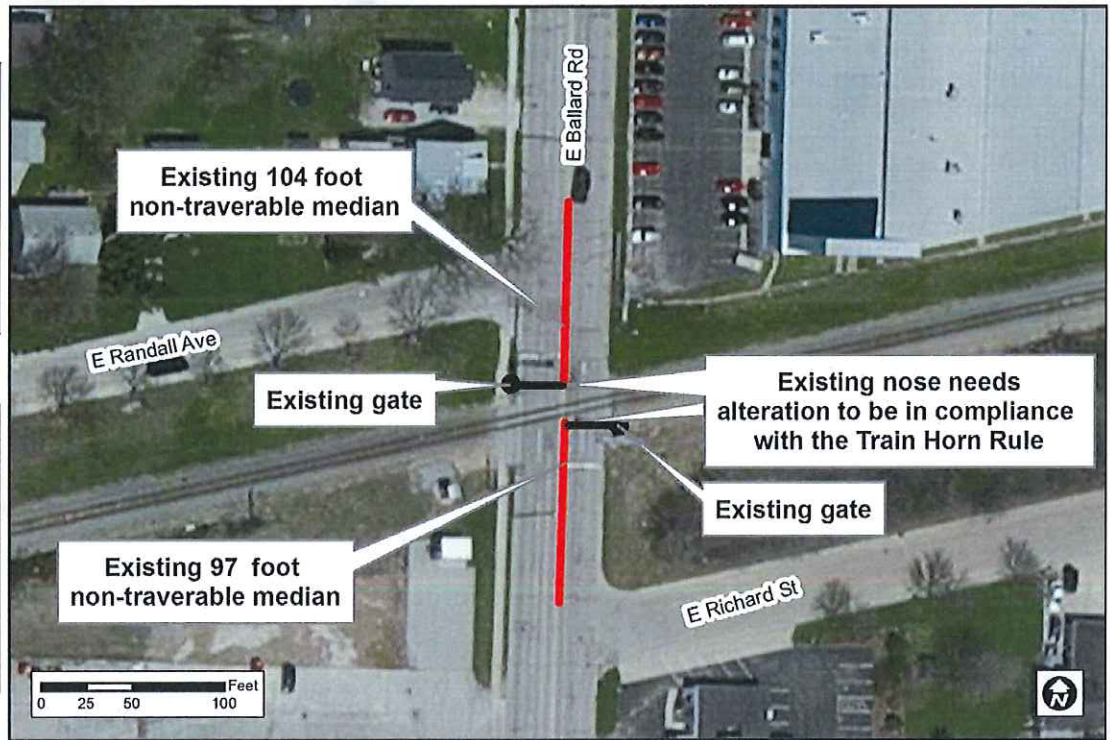 E Ballard Rd
Existing 104 foot
non-traverable median
E Randall Ave
Existing gate
Existing nose needs
alteration to be in compliance
with the Train Horn Rule
Existing gate
Existing 97 foot
non-traverable median
E Richard St
Feet
0 25 50 100
N